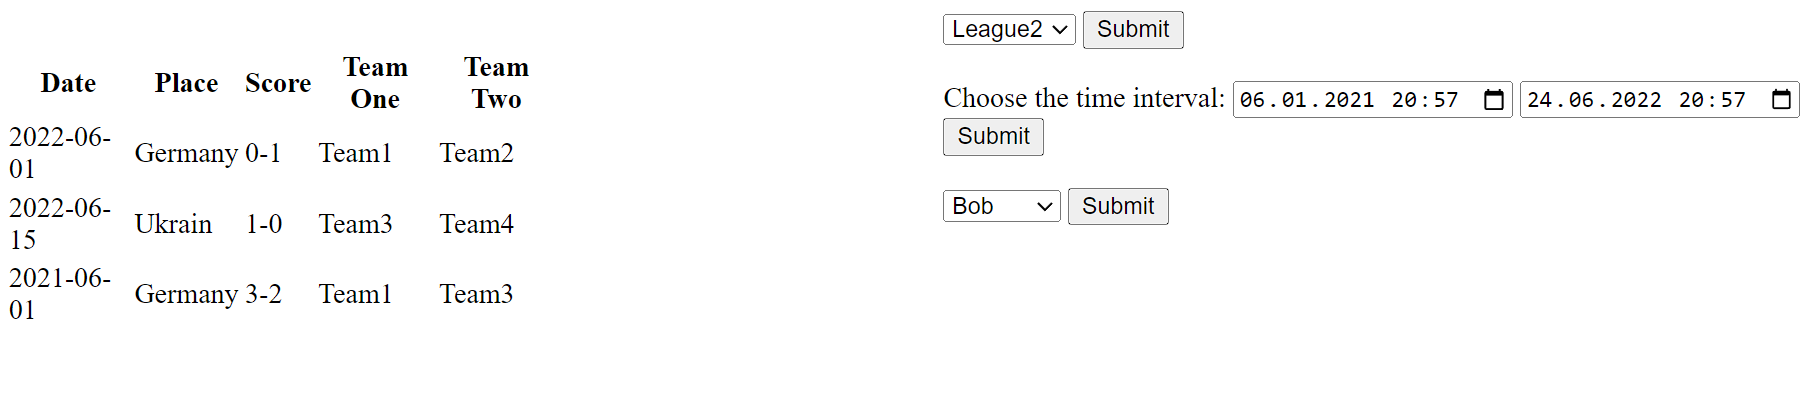 League2 Submit
Date Place Score Team One Team Two
Choose the time interval: 06.01.2021 20:57 24.06.2022 20:57
Submit
2022-06-01 Germany 0-1 Team1 Team2
Bob Submit
2022-06-15 Ukrain 1-0 Team3 Team4
2021-06-01 Germany 3-2 Team1 Team3